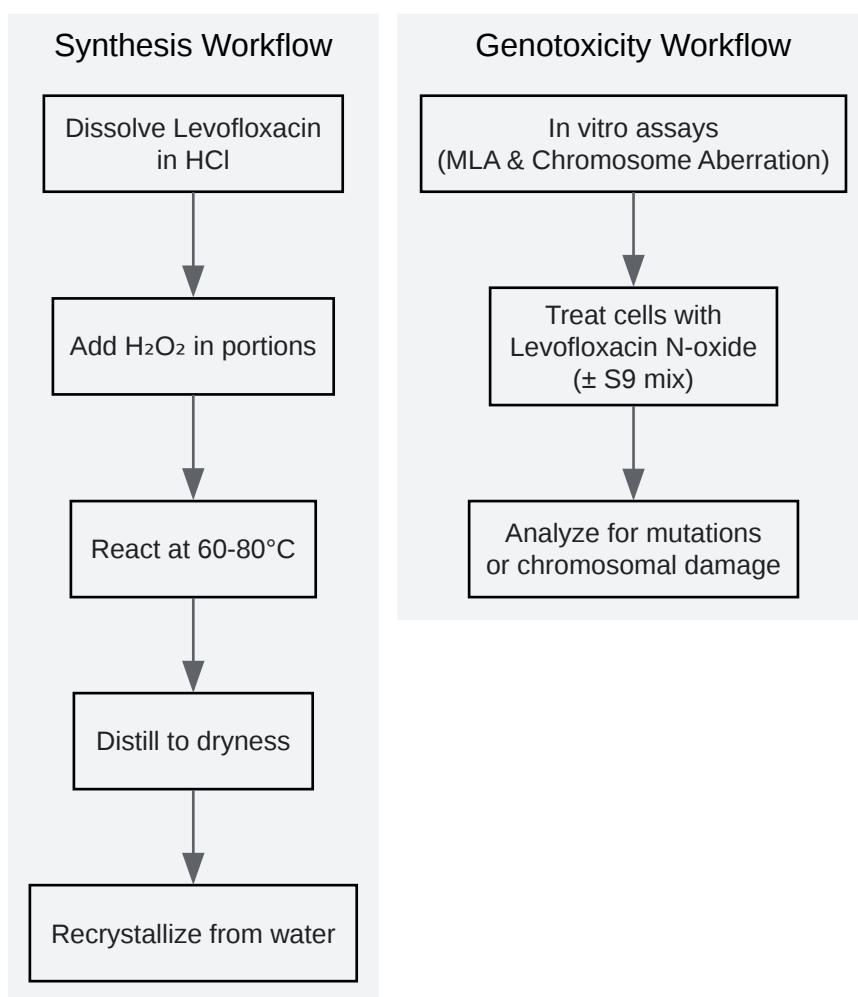 Synthesis Workflow
Dissolve Levofloxacin
in HCl
Add H₂O₂ in portions
React at 60-80°C
Distill to dryness
Recrystallize from water
Genotoxicity Workflow
In vitro assays
(MLA & Chromosome Aberration)
Treat cells with
Levofloxacin N-oxide
(± S9 mix)
Analyze for mutations
or chromosomal damage